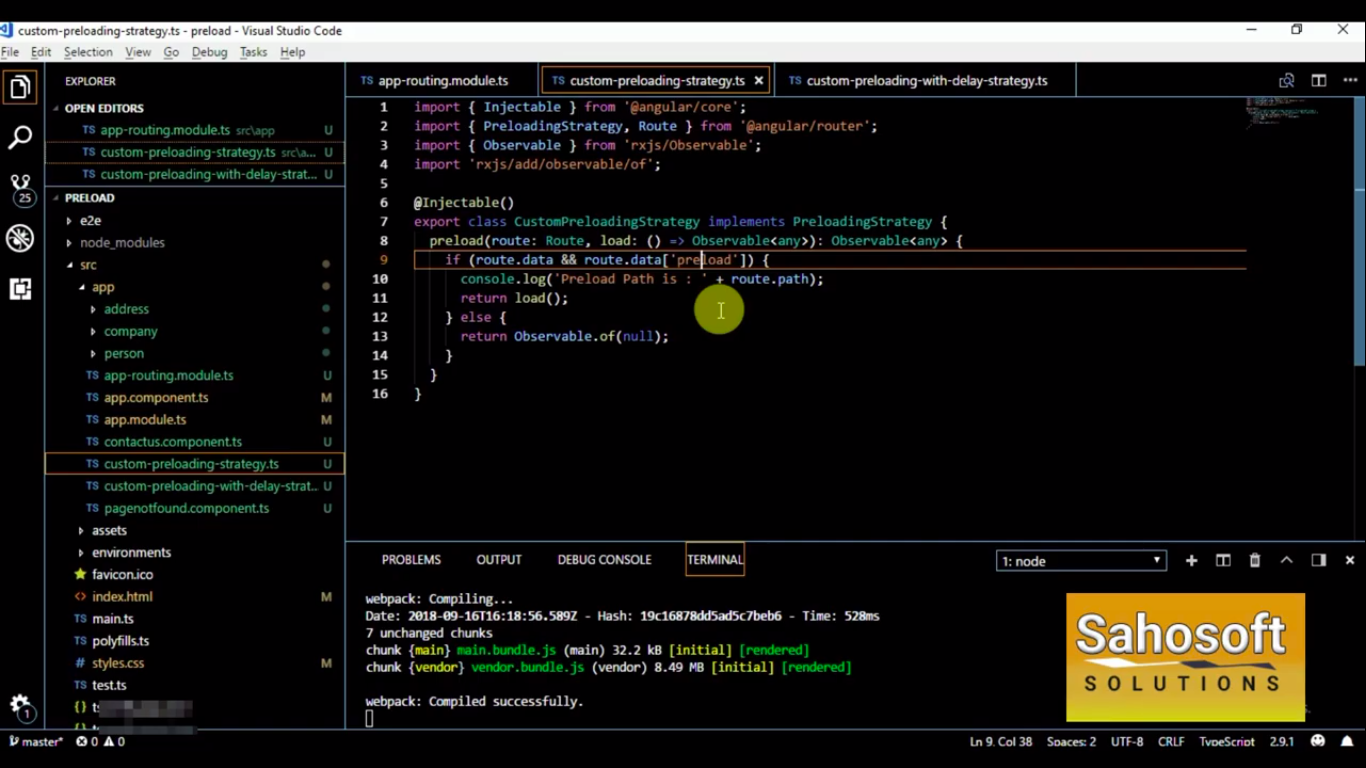 custom-preloading-strategy.ts - preload - Visual Studio Code
File Edit Selection View Go Debug Tasks Help
EXPLORER
OPEN EDITORS
TS app-routing.module.ts src\app U
TS custom-preloading-strategy.ts src\a... U
TS custom-preloading-with-delay-strat... U
25
PRELOAD
e2e
node_modules
src
app
address
company
person
TS app-routing.module.ts U
TS app.component.ts M
TS app.module.ts M
TS contactus.component.ts U
TS custom-preloading-strategy.ts U
TS custom-preloading-with-delay-strat... U
TS pagenotfound.component.ts U
assets
environments
favicon.ico
<> index.html M
TS main.ts
TS polyfills.ts
# styles.css M
TS test.ts
{}
1
TS app-routing.module.ts TS custom-preloading-strategy.ts × TS custom-preloading-with-delay-strategy.ts
1 import { Injectable } from '@angular/core';
2 import { PreloadingStrategy, Route } from '@angular/router';
3 import { Observable } from 'rxjs/Observable';
4 import 'rxjs/add/observable/of';
5
6 @Injectable()
7 export class CustomPreloadingStrategy implements PreloadingStrategy {
8 preload(route: Route, load: () => Observable<any>): Observable<any> {
9 if (route.data && route.data['preload']) {
10 console.log('Preload Path is : ' + route.path);
11 return load();
12 } else {
13 return Observable.of(null);
14 }
15 }
16 }
PROBLEMS OUTPUT DEBUG CONSOLE TERMINAL 1: node
webpack: Compiling...
Date: 2018-09-16T16:18:56.589Z - Hash: 19c16878dd5ad5c7beb6 - Time: 528ms
7 unchanged chunks
chunk {main} main.bundle.js (main) 32.2 kB [initial] [rendered]
chunk {vendor} vendor.bundle.js (vendor) 8.49 MB [initial] [rendered]
webpack: Compiled successfully.
Sahosoft
SOLUTIONS
master* 0 0 Ln 9, Col 38 Spaces: 2 UTF-8 CRLF TypeScript 2.9.1